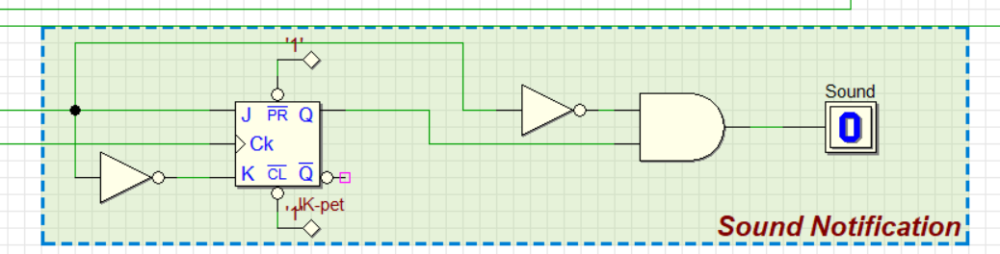 '1'
Sound
J PR Q
0
Ck
K CL Q
'1'
JK-pet
Sound Notification